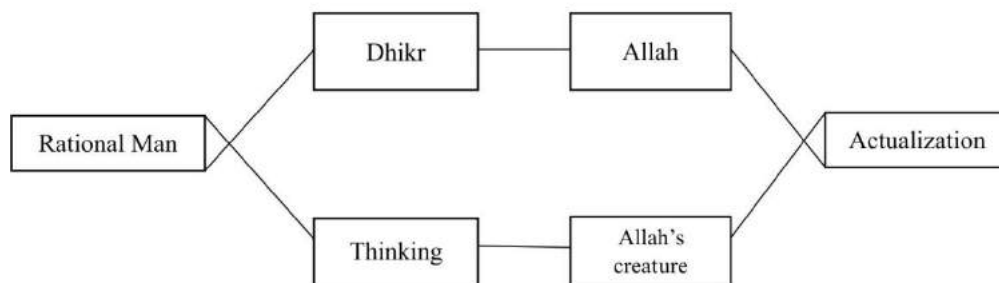 Dhikr
Allah
Rational Man
Actualization
Thinking
Allah's
creature